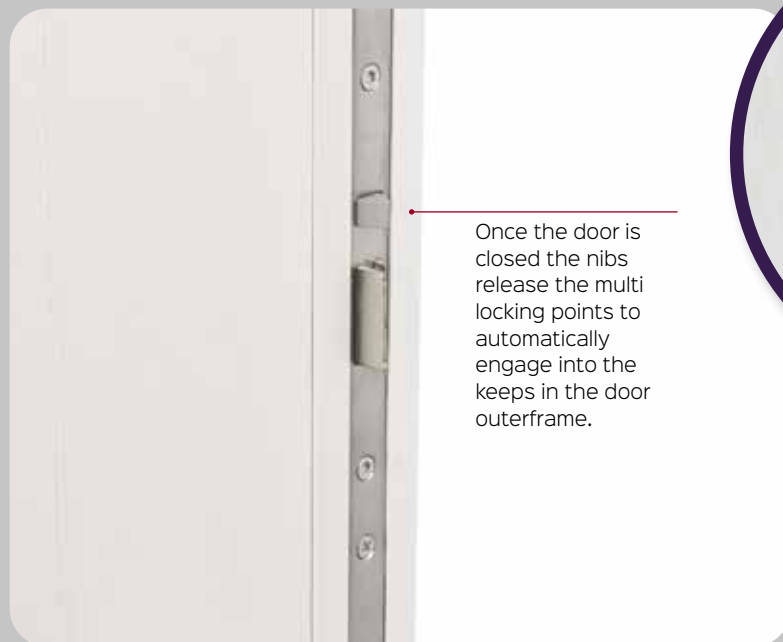 Once the door is
closed the nibs
release the multi
locking points to
automatically
engage into the
keeps in the door
outerframe.